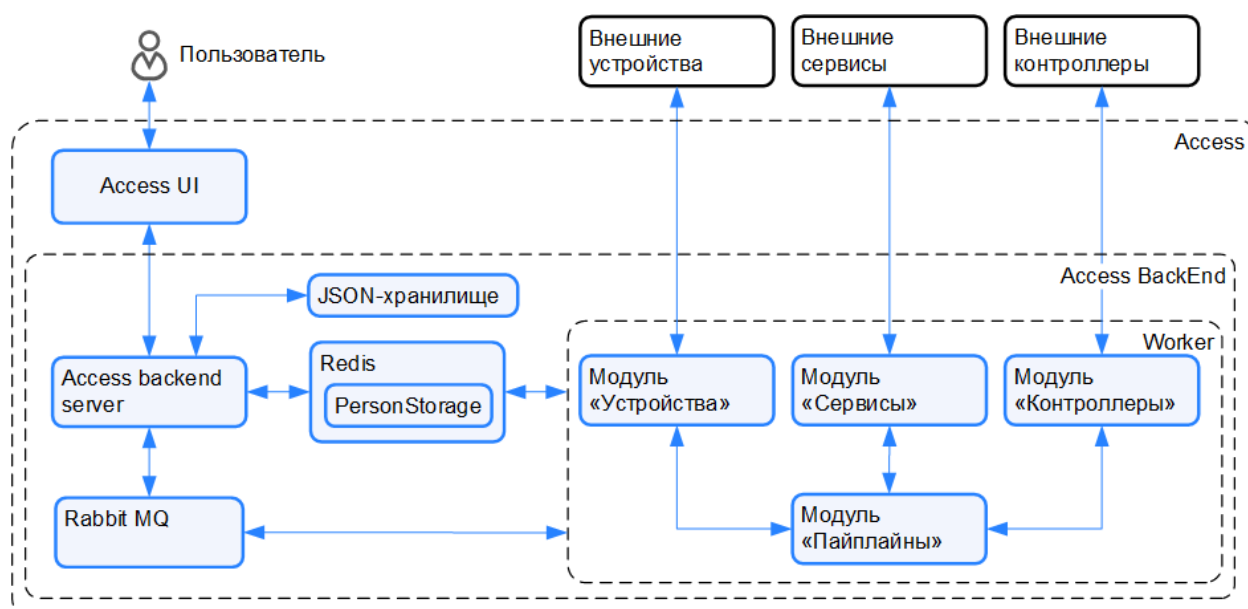 Пользователь
Внешние
устройства
Внешние
сервисы
Внешние
контроллеры
Access
Access UI
Access BackEnd
JSON-хранилище
Worker
Access backend
server
Redis
PersonStorage
Модуль
«Устройства»
Модуль
«Сервисы»
Модуль
«Контроллеры»
Rabbit MQ
Модуль
«Пайплайны»